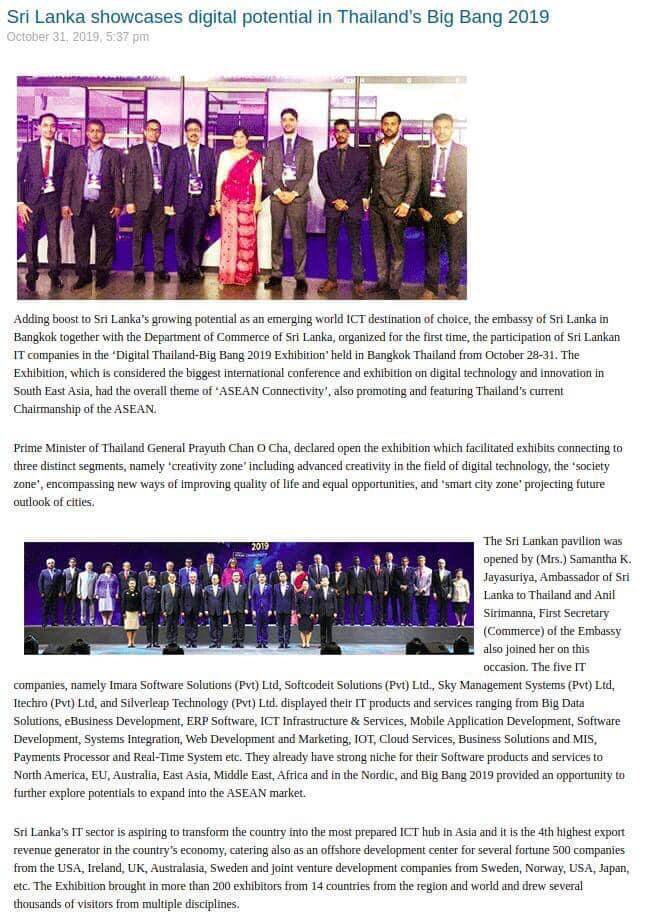 Sri Lanka showcases digital potential in Thailand's Big Bang 2019
October 31, 2019, 5:37 pm
Adding boost to Sri Lanka's growing potential as an emerging world ICT destination of choice, the embassy of Sri Lanka in
Bangkok together with the Department of Commerce of Sri Lanka, organized for the first time, the participation of Sri Lankan
IT companies in the 'Digital Thailand-Big Bang 2019 Exhibition' held in Bangkok Thailand from October 28-31. The
Exhibition, which is considered the biggest international conference and exhibition on digital technology and innovation in
South East Asia, had the overall theme of 'ASEAN Connectivity', also promoting and featuring Thailand's current
Chairmanship of the ASEAN.
Prime Minister of Thailand General Prayuth Chan O Cha, declared open the exhibition which facilitated exhibits connecting to
three distinct segments, namely 'creativity zone' including advanced creativity in the field of digital technology, the 'society
zone', encompassing new ways of improving quality of life and equal opportunities, and 'smart city zone' projecting future
outlook of cities.
2019
The Sri Lankan pavilion was
opened by (Mrs.) Samantha K.
Jayasuriya, Ambassador of Sri
Lanka to Thailand and Anil
Sirimanna, First Secretary
(Commerce) of the Embassy
also joined her on this
occasion. The five IT
companies, namely Imara Software Solutions (Pvt) Ltd, Softcodeit Solutions (Pvt) Ltd., Sky Management Systems (Pvt) Ltd,
Itechro (Pvt) Ltd, and Silverleap Technology (Pvt) Ltd. displayed their IT products and services ranging from Big Data
Solutions, eBusiness Development, ERP Software, ICT Infrastructure & Services, Mobile Application Development, Software
Development, Systems Integration, Web Development and Marketing, IOT, Cloud Services, Business Solutions and MIS,
Payments Processor and Real-Time System etc. They already have strong niche for their Software products and services to
North America, EU, Australia, East Asia, Middle East, Africa and in the Nordic, and Big Bang 2019 provided an opportunity to
further explore potentials to expand into the ASEAN market.
Sri Lanka's IT sector is aspiring to transform the country into the most prepared ICT hub in Asia and it is the 4th highest export
revenue generator in the country's economy, catering also as an offshore development center for several fortune 500 companies
from the USA, Ireland, UK, Australasia, Sweden and joint venture development companies from Sweden, Norway, USA, Japan,
etc. The Exhibition brought in more than 200 exhibitors from 14 countries from the region and world and drew several
thousands of visitors from multiple disciplines.